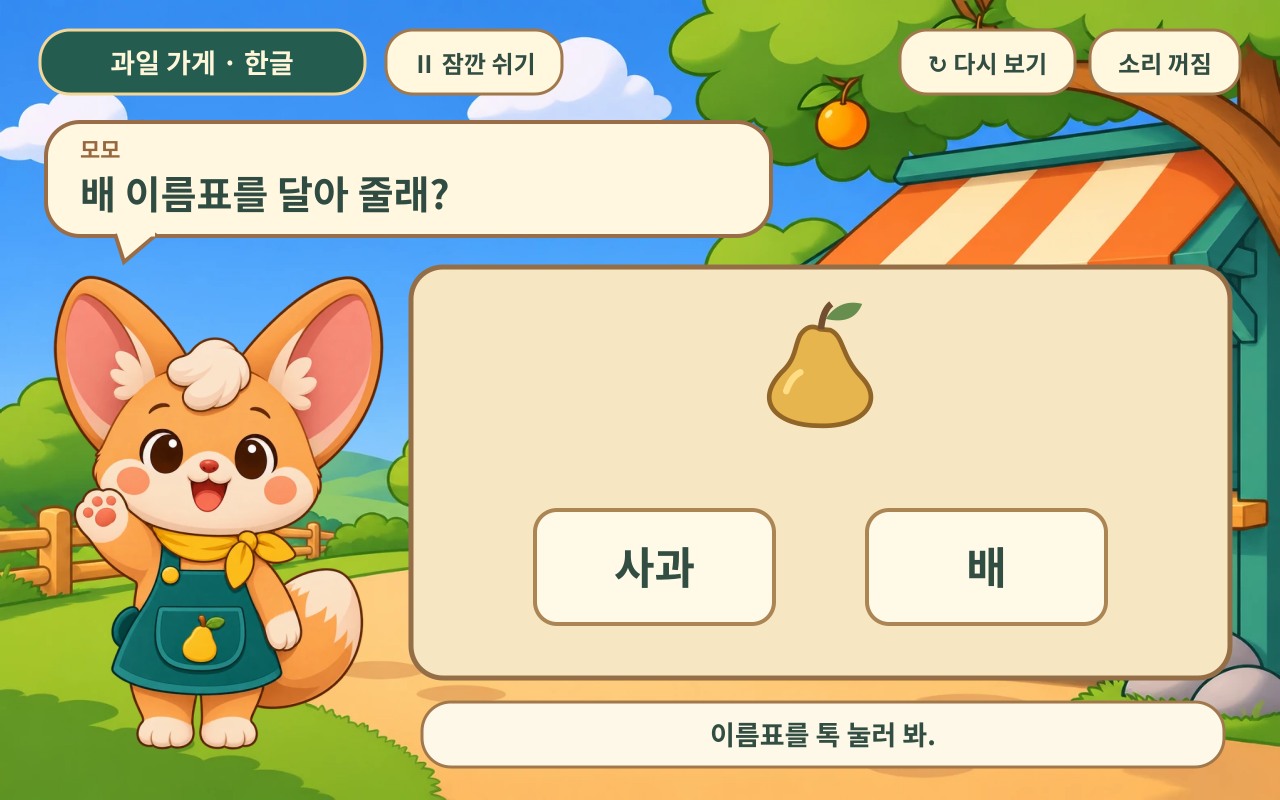 과일 가게 · 한글
잠깐 쉬기
↻ 다시 보기
소리 꺼짐
모모
배 이름표를 달아 줄래?
사과
배
이름표를 톡 눌러 봐.